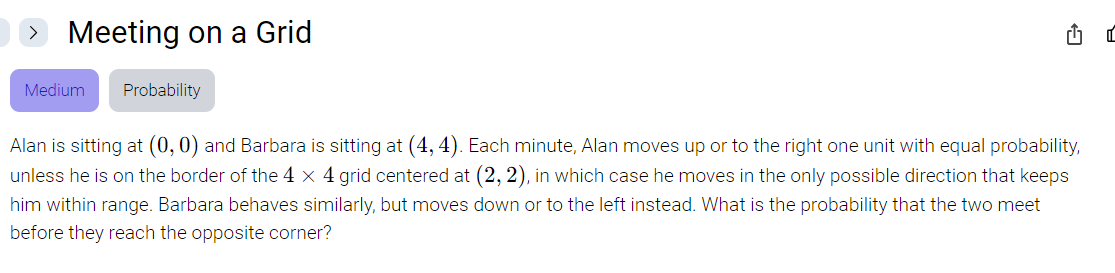 > Meeting on a Grid
Medium Probability
Alan is sitting at (0, 0) and Barbara is sitting at (4, 4). Each minute, Alan moves up or to the right one unit with equal probability,
unless he is on the border of the 4 × 4 grid centered at (2, 2), in which case he moves in the only possible direction that keeps
him within range. Barbara behaves similarly, but moves down or to the left instead. What is the probability that the two meet
before they reach the opposite corner?